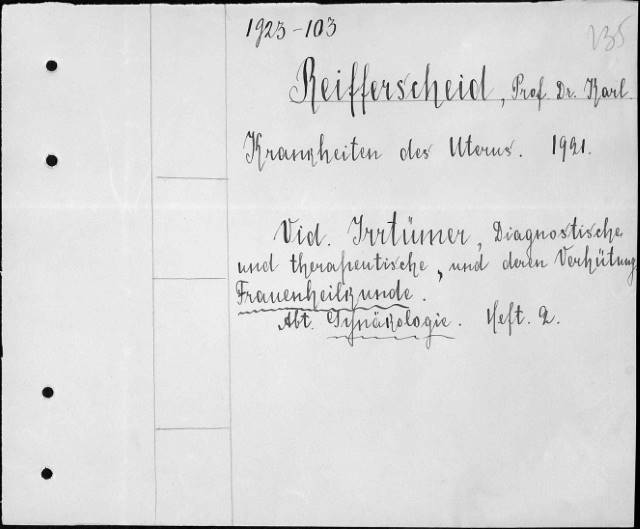 1923-103
235
Reifferscheid, Prof. Dr. Karl
Krankheiten des Uterus. 1921.
Vid. Irrtümer, Diagnostische
und therapeutische, und deren Verhütung
Frauenheilkunde.
Abt. Gynäkologie. Heft. 2.